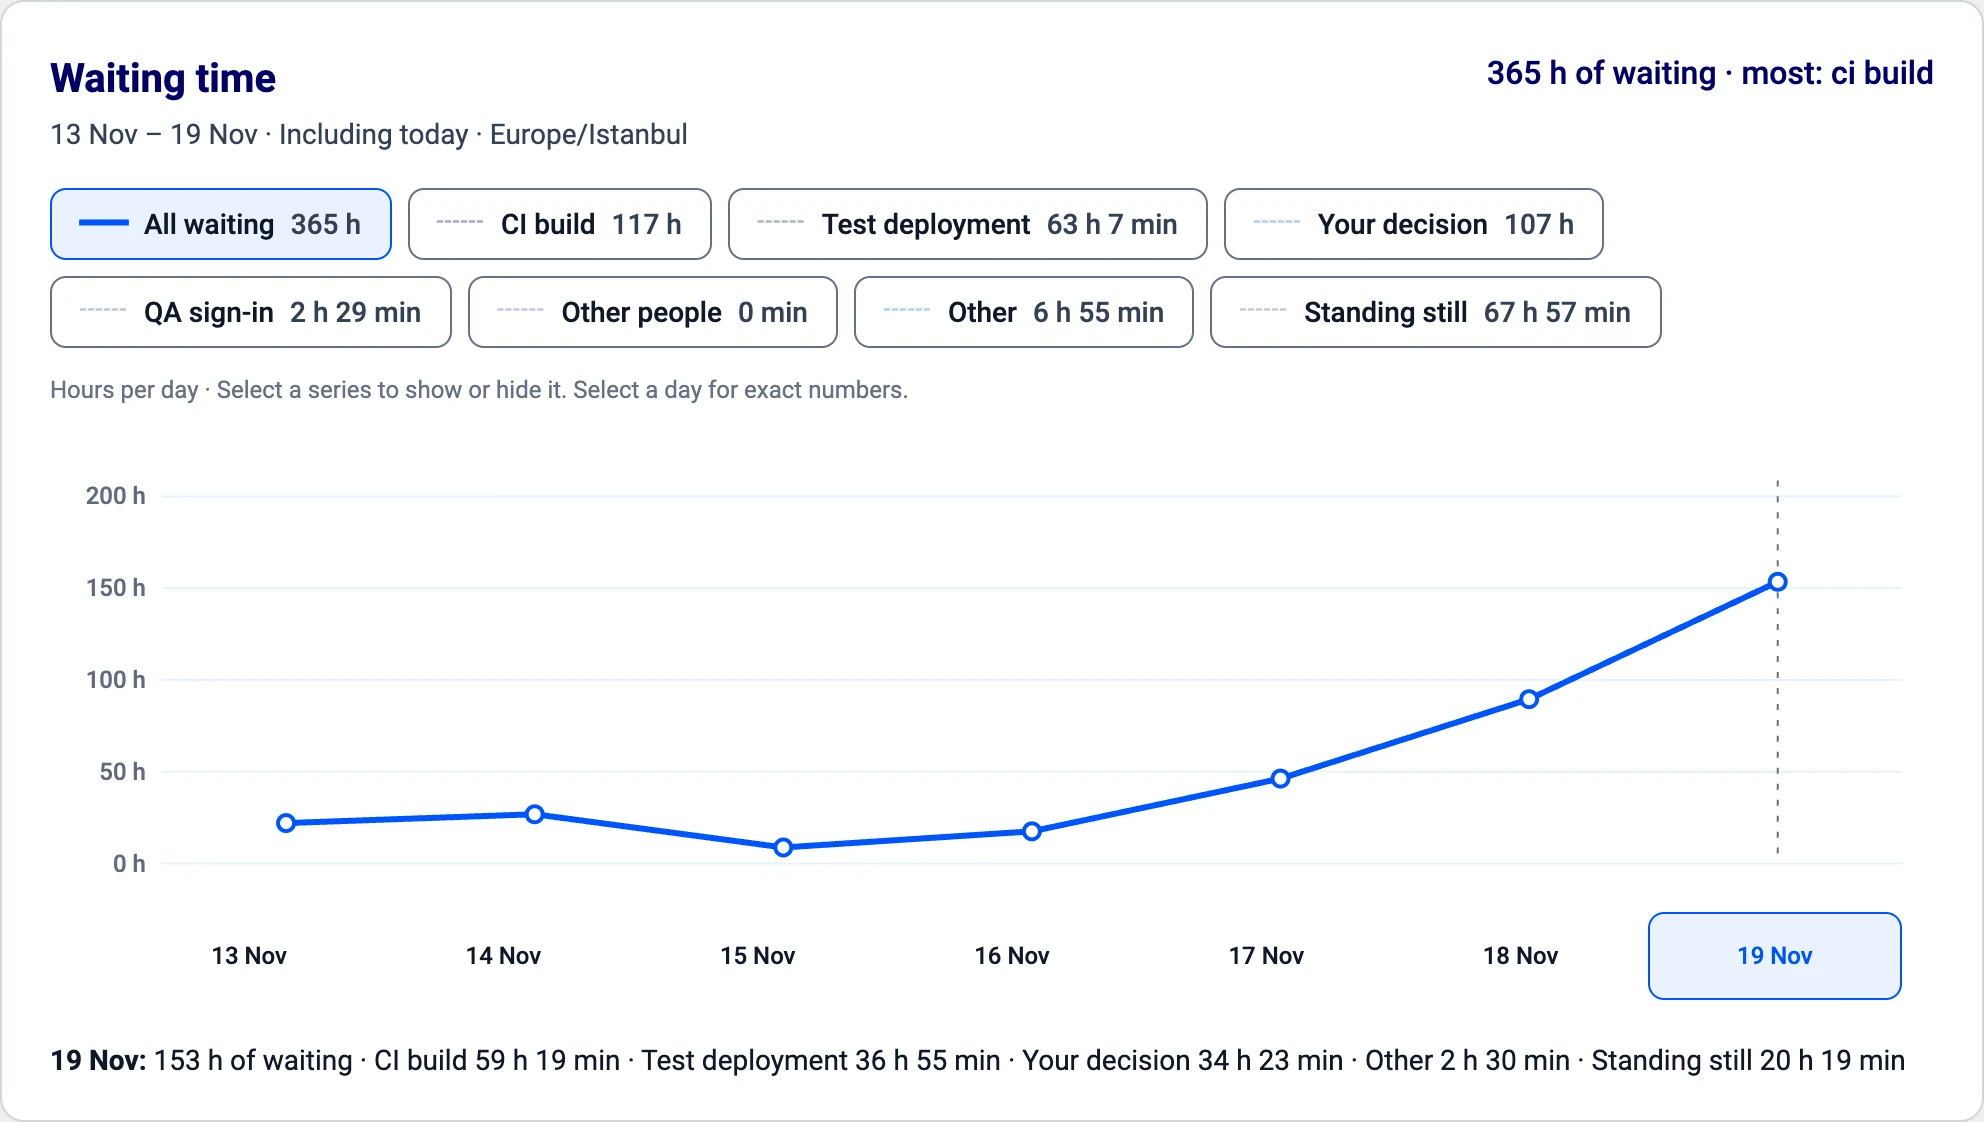 Waiting time
365 h of waiting · most: ci build
13 Nov – 19 Nov · Including today · Europe/Istanbul
All waiting 365 h
CI build 117 h
Test deployment 63 h 7 min
Your decision 107 h
QA sign-in 2 h 29 min
Other people 0 min
Other 6 h 55 min
Standing still 67 h 57 min
Hours per day · Select a series to show or hide it. Select a day for exact numbers.
200 h
150 h
100 h
50 h
0 h
13 Nov
14 Nov
15 Nov
16 Nov
17 Nov
18 Nov
19 Nov
19 Nov: 153 h of waiting · CI build 59 h 19 min · Test deployment 36 h 55 min · Your decision 34 h 23 min · Other 2 h 30 min · Standing still 20 h 19 min